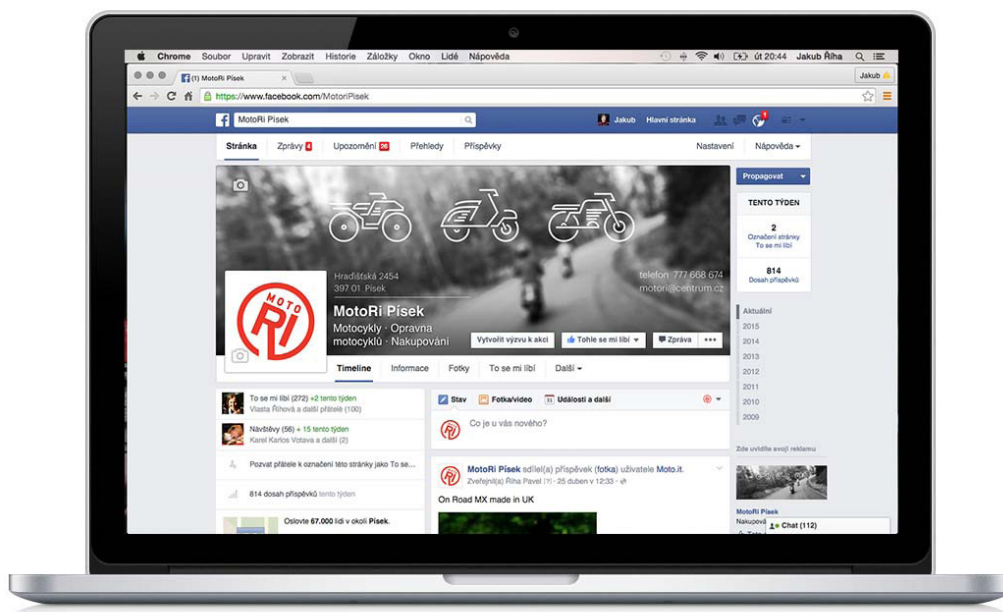 Chrome Soubor Upravit Zobrazit Historie Záložky Okno Lidé Nápověda út 20:44 Jakub Říha
(1) MotoRi Písek
Jakub
https://www.facebook.com/MotoriPisek
MotoRi Písek
Jakub Hlavní stránka 1
Stránka Zprávy 4 Upozornění 26 Přehledy Příspěvky Nastavení Nápověda
Propagovat
TENTO TÝDEN
2
Označení stránky
To se mi líbí
814
Dosah příspěvků
Hradišťská 2454
397 01 Písek
telefon 777 668 674
motori@centrum.cz
MOTO
RI
MotoRi Písek
Motocykly · Opravna
motocyklů · Nakupování
Vytvořit výzvu k akci Tohle se mi líbí Zpráva
Timeline Informace Fotky To se mi líbí Další
Aktuální
2015
2014
2013
2012
2011
2010
2009
To se mi líbí (272) +2 tento týden
Vlasta Říhová a další přátelé (100)
Návštěvy (56) + 15 tento týden
Karel Karlos Votava a další (2)
Pozvat přátele k označení této stránky jako To se...
814 dosah příspěvků tento týden
Oslovte 67.000 lidí v okolí Písek.
Stav Fotka/video 31 Události a další
Co je u vás nového?
MotoRi Písek sdílel(a) příspěvek (fotka) uživatele Moto.it.
Zveřejnil(a) Říha Pavel [?] · 25 duben v 12:33 ·
On Road MX made in UK
Zde uvidíte svoji reklamu
MotoRi Písek
Nakupová
Chat (112)